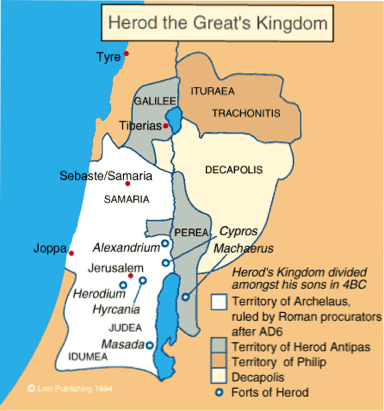 Herod the Great's Kingdom
Tyre
ITURAEA
GALILEE
TRACHONITIS
Tiberias
DECAPOLIS
Sebaste/Samaria
SAMARIA
PEREA
Cypros
Alexandrium
Machaerus
Joppa
Jerusalem
Herodium
Hyrcania
JUDEA
Masada
IDUMEA
Herod's Kingdom divided
amongst his sons in 4BC
Territory of Archelaus,
ruled by Roman procurators
after AD6
Territory of Herod Antipas
Territory of Philip
Decapolis
Forts of Herod
© Linn Publishing 1994